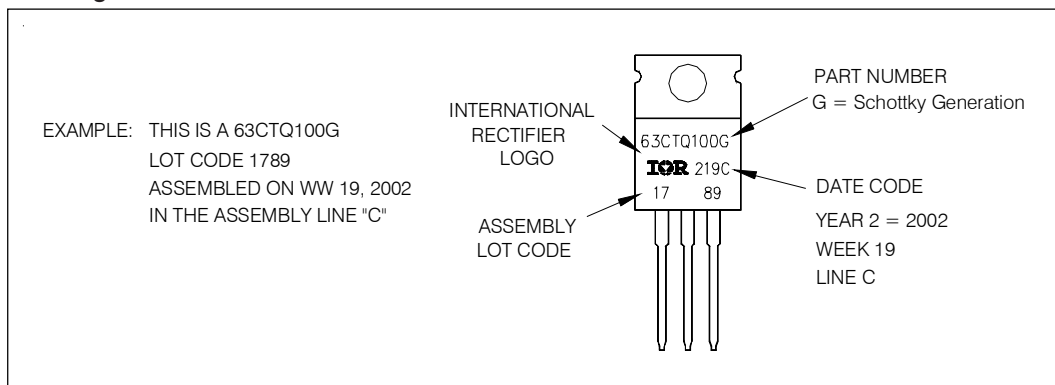 EXAMPLE: THIS IS A 63CTQ100G
LOT CODE 1789
ASSEMBLED ON WW 19, 2002
IN THE ASSEMBLY LINE "C"
INTERNATIONAL
RECTIFIER
LOGO
ASSEMBLY
LOT CODE
63CTQ100G
IOR 219C
17 89
PART NUMBER
G = Schottky Generation
DATE CODE
YEAR 2 = 2002
WEEK 19
LINE C